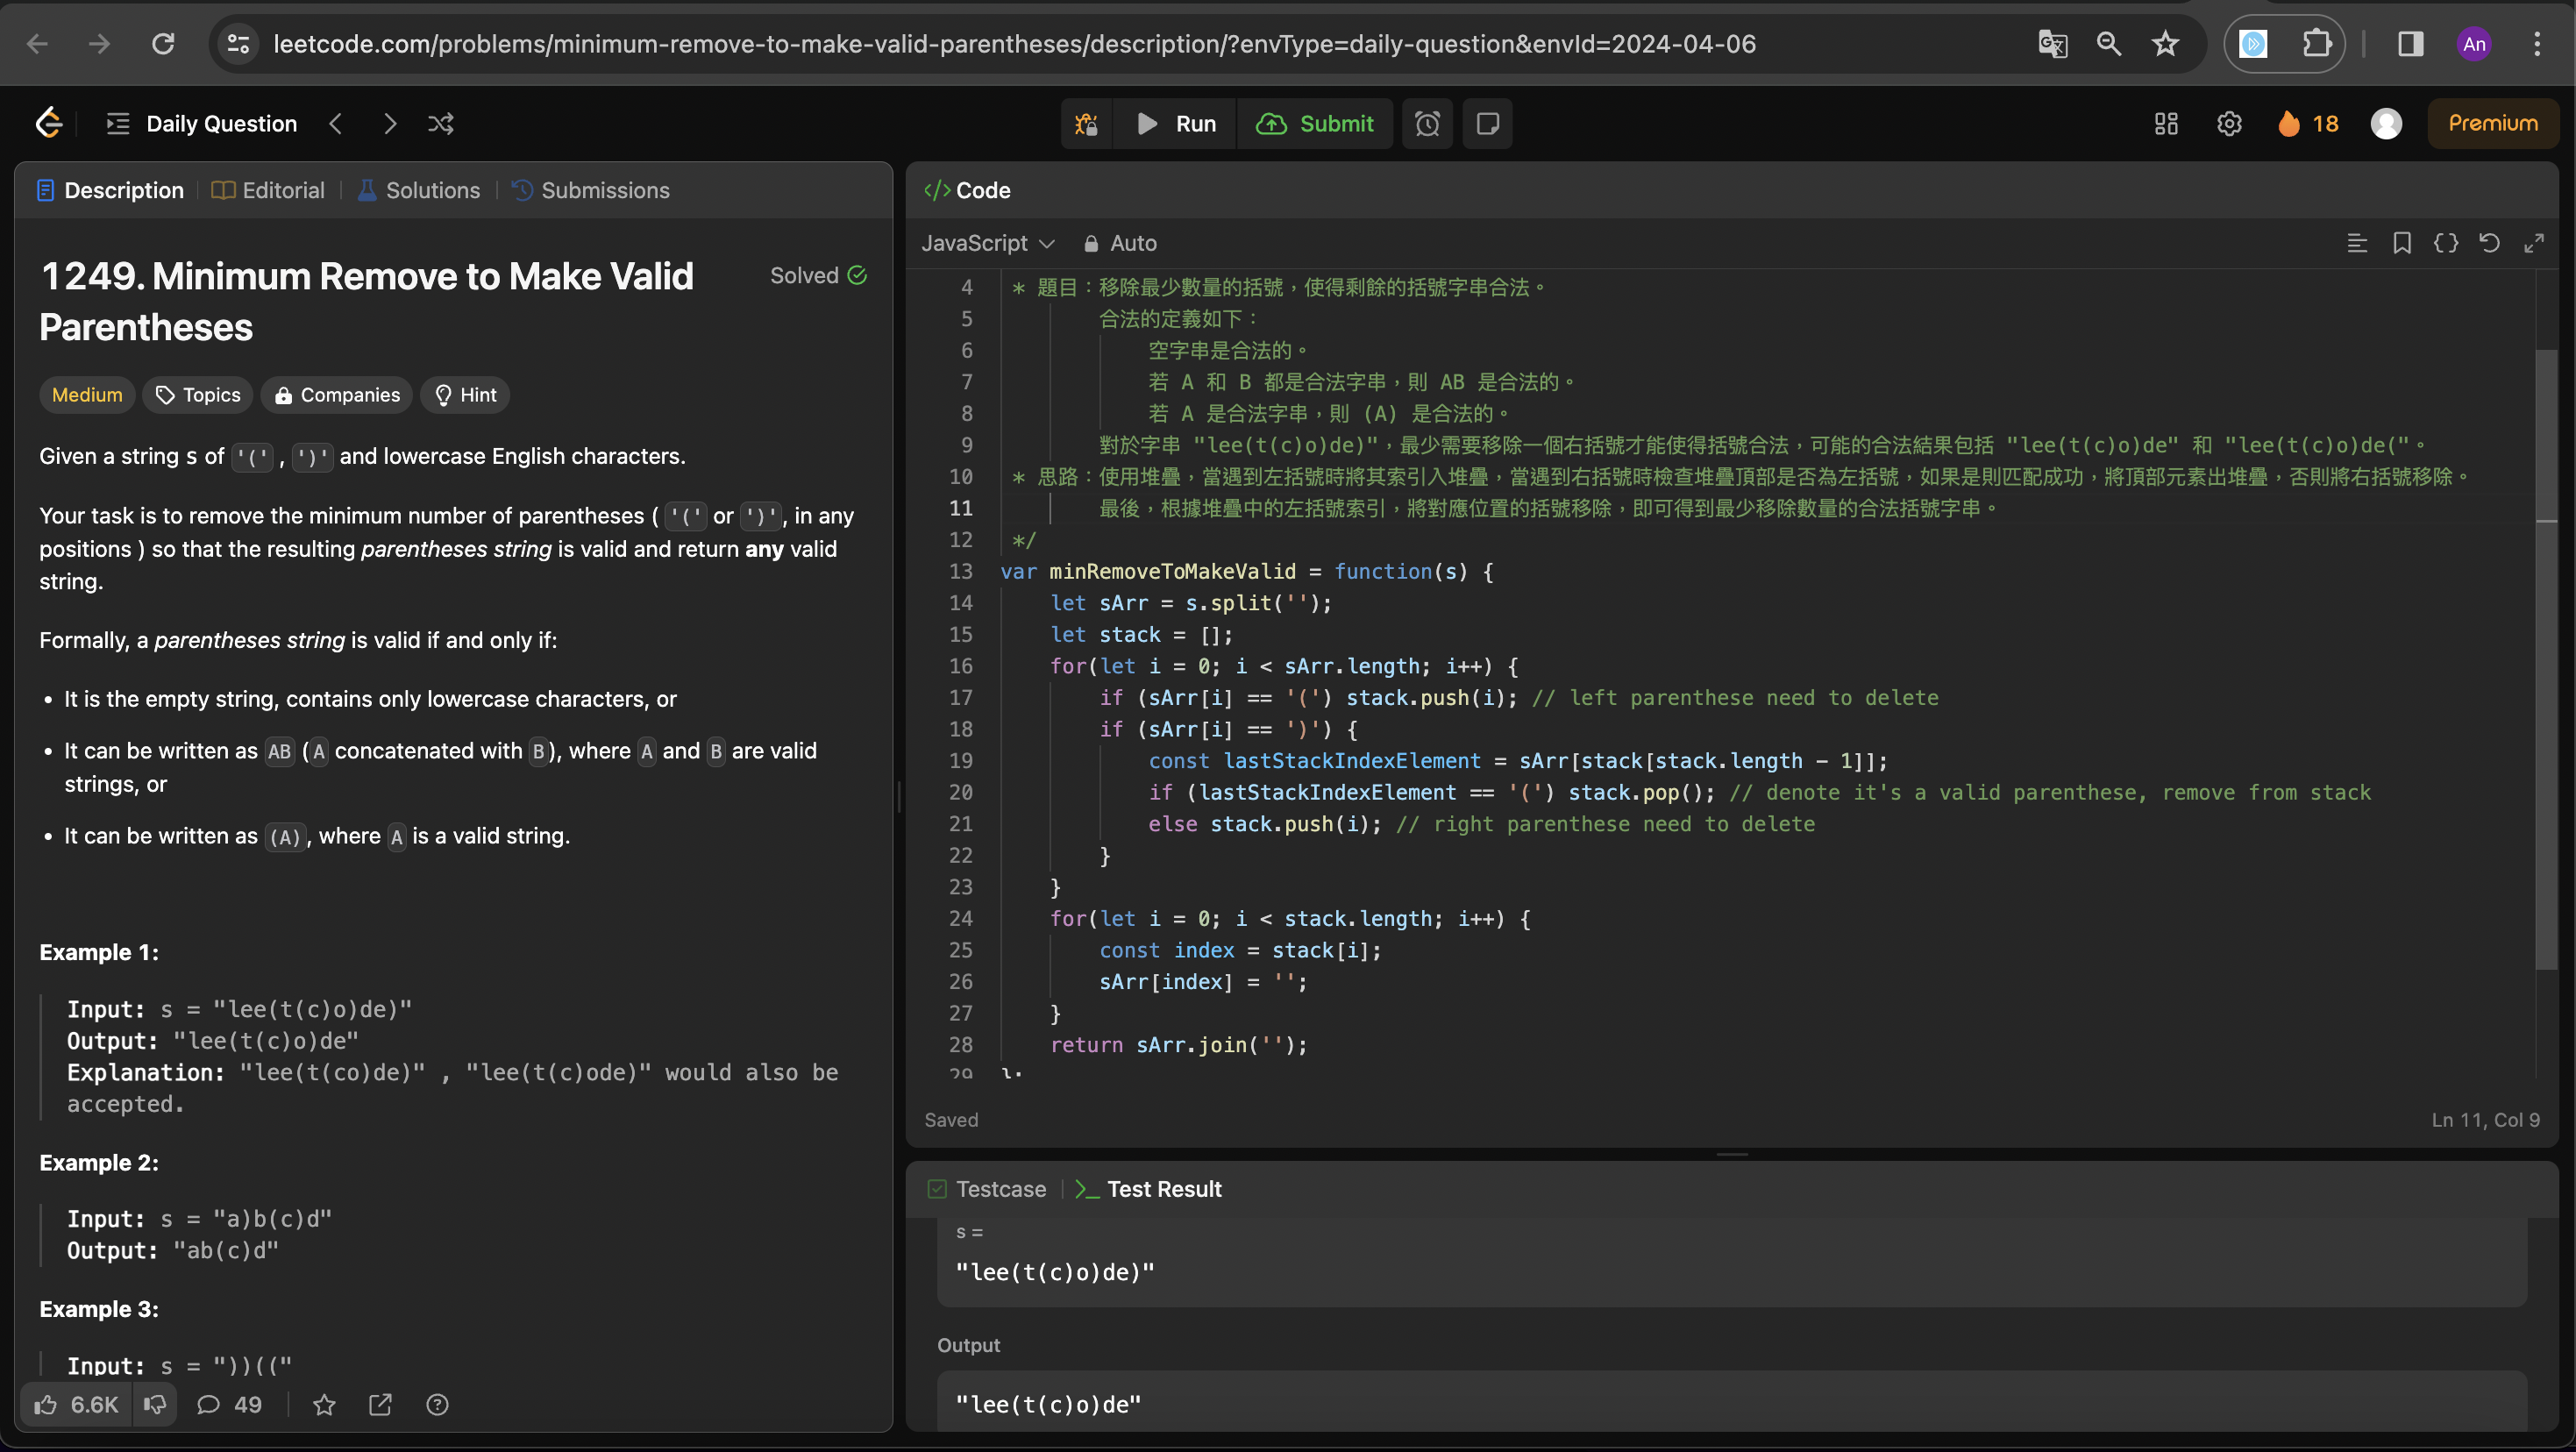 leetcode.com/problems/minimum-remove-to-make-valid-parentheses/description/?envType=daily-question&envId=2024-04-06
An
Daily Question
Run
Submit
18
Premium
Description
Editorial
Solutions
Submissions
1249. Minimum Remove to Make Valid
Parentheses
Solved
Medium
Topics
Companies
Hint
Given a string s of '(' , ')' and lowercase English characters.
Your task is to remove the minimum number of parentheses ( '(' or ')', in any
positions ) so that the resulting parentheses string is valid and return any valid
string.
Formally, a parentheses string is valid if and only if:
• It is the empty string, contains only lowercase characters, or
• It can be written as AB (A concatenated with B), where A and B are valid
strings, or
• It can be written as (A), where A is a valid string.
Example 1:
Input: s = "lee(t(c)o)de)"
Output: "lee(t(c)o)de"
Explanation: "lee(t(co)de)" , "lee(t(c)ode)" would also be
accepted.
Example 2:
Input: s = "a)b(c)d"
Output: "ab(c)d"
Example 3:
Input: s = "))(("
6.6K
49
Code
JavaScript
Auto
4 * 題目：移除最少數量的括號，使得剩餘的括號字串合法。
5 合法的定義如下：
6 空字串是合法的。
7 若 A 和 B 都是合法字串，則 AB 是合法的。
8 若 A 是合法字串，則 (A) 是合法的。
9 對於字串 "lee(t(c)o)de)"，最少需要移除一個右括號才能使得括號合法，可能的合法結果包括 "lee(t(c)o)de" 和 "lee(t(c)o)de("。
10 * 思路：使用堆疊，當遇到左括號時將其索引入堆疊，當遇到右括號時檢查堆疊頂部是否為左括號，如果是則匹配成功，將頂部元素出堆疊，否則將右括號移除。
11 最後，根據堆疊中的左括號索引，將對應位置的括號移除，即可得到最少移除數量的合法括號字串。
12 */
13 var minRemoveToMakeValid = function(s) {
14 let sArr = s.split('');
15 let stack = [];
16 for(let i = 0; i < sArr.length; i++) {
17 if (sArr[i] == '(') stack.push(i); // left parenthese need to delete
18 if (sArr[i] == ')') {
19 const lastStackIndexElement = sArr[stack[stack.length - 1]];
20 if (lastStackIndexElement == '(') stack.pop(); // denote it's a valid parenthese, remove from stack
21 else stack.push(i); // right parenthese need to delete
22 }
23 }
24 for(let i = 0; i < stack.length; i++) {
25 const index = stack[i];
26 sArr[index] = '';
27 }
28 return sArr.join('');
29 };
Saved
Ln 11, Col 9
Testcase
Test Result
s =
"lee(t(c)o)de)"
Output
"lee(t(c)o)de"